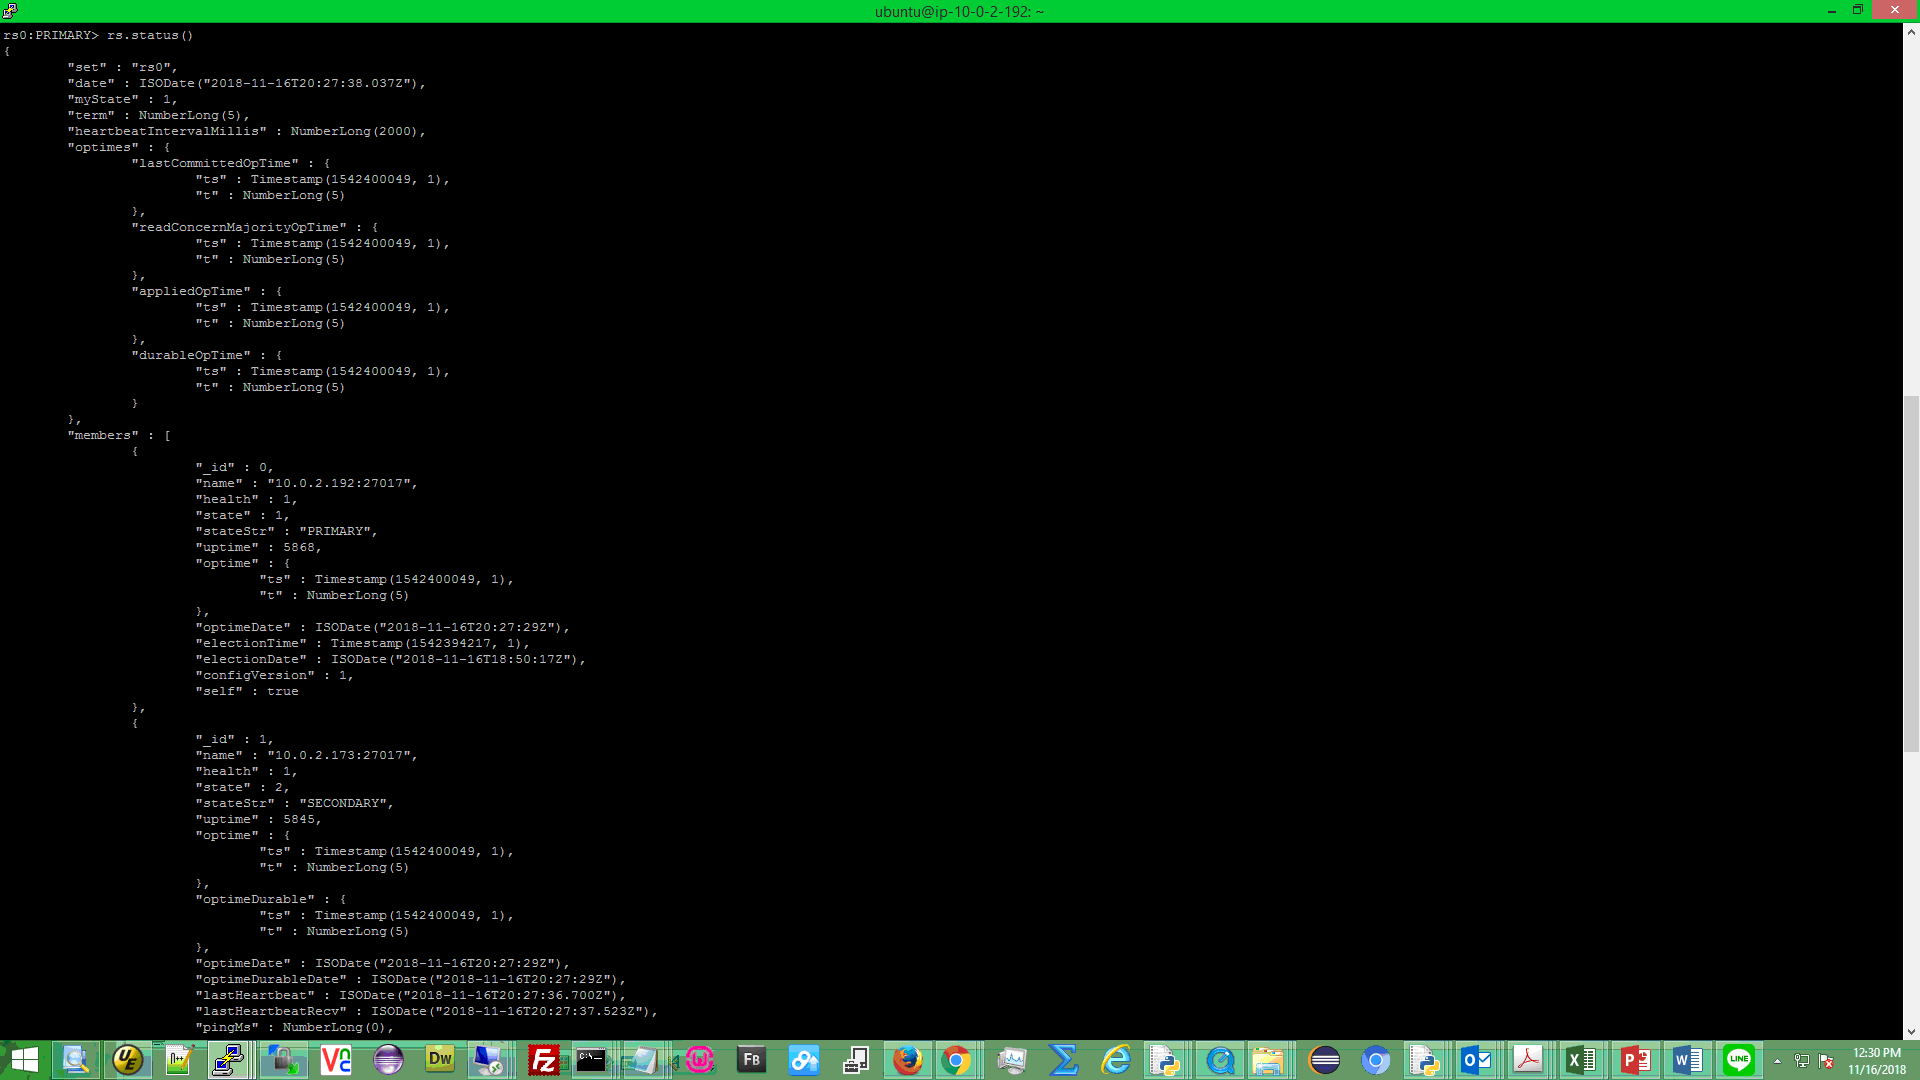 ubuntu@ip-10-0-2-192: ~
rs0:PRIMARY> rs.status()
{
        "set" : "rs0",
        "date" : ISODate("2018-11-16T20:27:38.037Z"),
        "myState" : 1,
        "term" : NumberLong(5),
        "heartbeatIntervalMillis" : NumberLong(2000),
        "optimes" : {
                "lastCommittedOpTime" : {
                        "ts" : Timestamp(1542400049, 1),
                        "t" : NumberLong(5)
                },
                "readConcernMajorityOpTime" : {
                        "ts" : Timestamp(1542400049, 1),
                        "t" : NumberLong(5)
                },
                "appliedOpTime" : {
                        "ts" : Timestamp(1542400049, 1),
                        "t" : NumberLong(5)
                },
                "durableOpTime" : {
                        "ts" : Timestamp(1542400049, 1),
                        "t" : NumberLong(5)
                }
        },
        "members" : [
                {
                        "_id" : 0,
                        "name" : "10.0.2.192:27017",
                        "health" : 1,
                        "state" : 1,
                        "stateStr" : "PRIMARY",
                        "uptime" : 5868,
                        "optime" : {
                                "ts" : Timestamp(1542400049, 1),
                                "t" : NumberLong(5)
                        },
                        "optimeDate" : ISODate("2018-11-16T20:27:29Z"),
                        "electionTime" : Timestamp(1542394217, 1),
                        "electionDate" : ISODate("2018-11-16T18:50:17Z"),
                        "configVersion" : 1,
                        "self" : true
                },
                {
                        "_id" : 1,
                        "name" : "10.0.2.173:27017",
                        "health" : 1,
                        "state" : 2,
                        "stateStr" : "SECONDARY",
                        "uptime" : 5845,
                        "optime" : {
                                "ts" : Timestamp(1542400049, 1),
                                "t" : NumberLong(5)
                        },
                        "optimeDurable" : {
                                "ts" : Timestamp(1542400049, 1),
                                "t" : NumberLong(5)
                        },
                        "optimeDate" : ISODate("2018-11-16T20:27:29Z"),
                        "optimeDurableDate" : ISODate("2018-11-16T20:27:29Z"),
                        "lastHeartbeat" : ISODate("2018-11-16T20:27:36.700Z"),
                        "lastHeartbeatRecv" : ISODate("2018-11-16T20:27:37.523Z"),
                        "pingMs" : NumberLong(0),
UE
Dw
Fz
FB
LINE
12:30 PM
11/16/2018